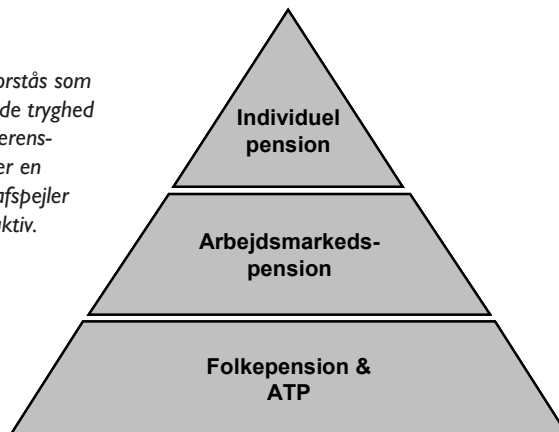 orstås som
de tryghed
erens-
er en
afspejler
ktiv.
Individuel
pension
Arbejdsmarkeds-
pension
Folkepension &
ATP